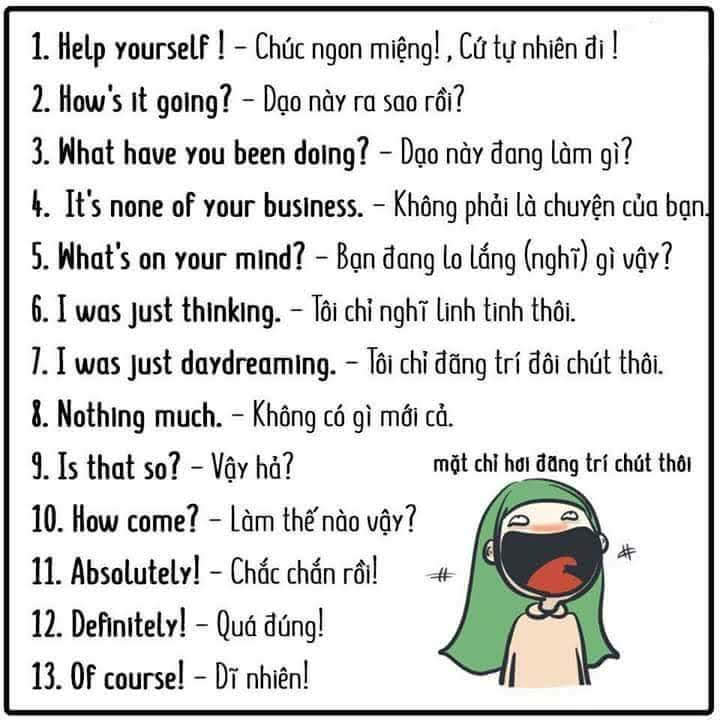 1. Help yourself ! – Chúc ngon miệng! , Cứ tự nhiên đi !
2. How's it going? – Dạo này ra sao rồi?
3. What have you been doing? – Dạo này đang làm gì?
4. It's none of your business. – Không phải là chuyện của bạn.
5. What's on your mind? – Bạn đang lo lắng (nghĩ) gì vậy?
6. I was just thinking. – Tôi chỉ nghĩ linh tinh thôi.
7. I was just daydreaming. – Tôi chỉ đãng trí đôi chút thôi.
8. Nothing much. – Không có gì mới cả.
9. Is that so? – Vậy hả?
mặt chỉ hơi đãng trí chút thôi
10. How come? – Làm thế nào vậy?
11. Absolutely! – Chắc chắn rồi!
12. Definitely! – Quá đúng!
13. Of course! – Dĩ nhiên!